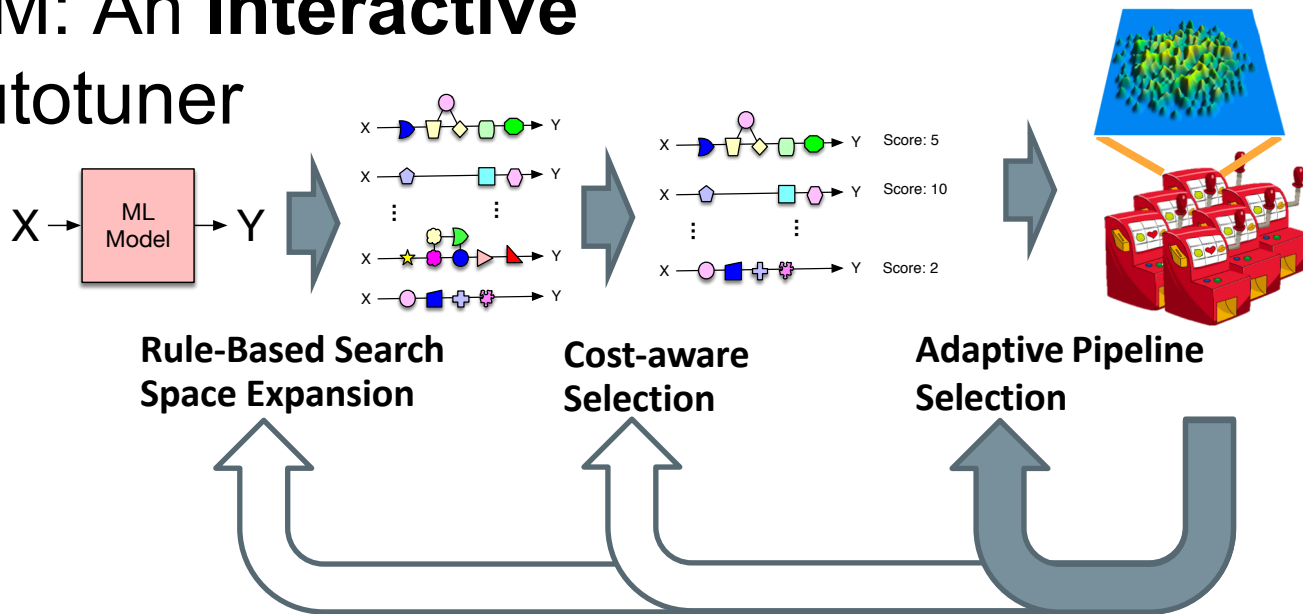 M: An Interactive
utotuner
X
ML
Model
Y
X Y
X Y
⋮ ⋮
X Y
X Y
X Y Score: 5
X Y Score: 10
⋮ ⋮
X Y Score: 2
Rule-Based Search
Space Expansion
Cost-aware
Selection
Adaptive Pipeline
Selection